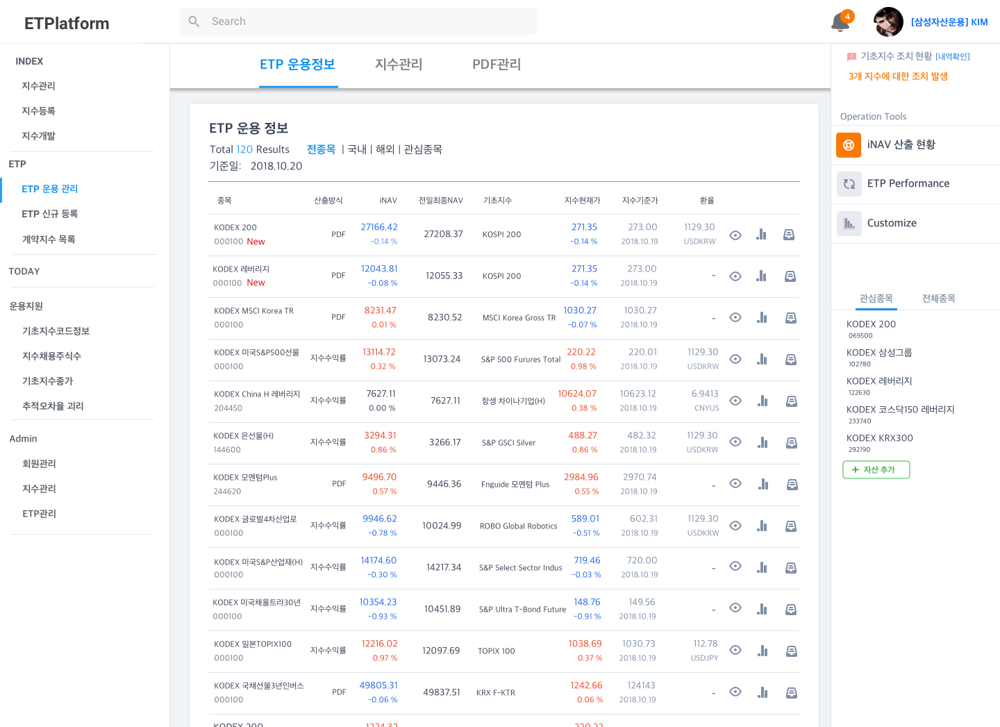 ETPlatform
Search
4
[삼성자산운용] KIM
INDEX
지수관리
지수등록
지수개발
ETP
ETP 운용 관리
ETP 신규 등록
계약지수 목록
TODAY
운용지원
기초지수코드정보
지수채용주식수
기초지수종가
추적오차율 괴리
Admin
회원관리
지수관리
ETP관리
ETP 운용정보 지수관리 PDF관리
ETP 운용 정보
Total 120 Results 전종목 | 국내 | 해외 | 관심종목
기준일: 2018.10.20
종목 산출방식 iNAV 전일최종NAV 기초지수 지수현재가 지수기준가 환율
KODEX 200 PDF 27166.42 27208.37 KOSPI 200 271.35 273.00 1129.30
000100 New -0.14 % -0.14 % 2018.10.19 USDKRW
KODEX 레버리지 PDF 12043.81 12055.33 KOSPI 200 271.35 273.00 -
000100 New -0.08 % -0.14 % 2018.10.19
KODEX MSCI Korea TR PDF 8231.47 8230.52 MSCI Korea Gross TR 1030.27 1030.27 -
000100 0.01 % -0.07 % 2018.10.19
KODEX 미국S&P500선물 지수수익률 13114.72 13073.24 S&P 500 Furures Total 220.22 220.01 1129.30
000100 0.32 % 0.98 % 2018.10.19 USDKRW
KODEX China H 레버리지 지수수익률 7627.11 7627.11 항셍 차이나기업(H) 10624.07 10623.12 6.9413
204450 0.00 % 0.38 % 2018.10.19 CNYUS
KODEX 은선물(H) 지수수익률 3294.31 3266.17 S&P GSCI Silver 488.27 482.32 1129.30
144600 0.86 % 0.86 % 2018.10.19 USDKRW
KODEX 모멘텀Plus PDF 9496.70 9446.36 Fnguide 모멘텀 Plus 2984.96 2970.74 -
244620 0.57 % 0.55 % 2018.10.19
KODEX 글로벌4차산업로 지수수익률 9946.62 10024.99 ROBO Global Robotics 589.01 602.31 1129.30
000100 -0.78 % -0.51 % 2018.10.19 USDKRW
KODEX 미국S&P산업재(H) 지수수익률 14174.60 14217.34 S&P Select Sector Indus 719.46 720.00 -
000100 -0.30 % -0.03 % 2018.10.19
KODEX 미국채울트라30년 지수수익률 10354.23 10451.89 S&P Ultra T-Bond Future 148.76 149.56 -
000100 -0.93 % -0.91 % 2018.10.19
KODEX 일본TOPIX100 지수수익률 12216.02 12097.69 TOPIX 100 1038.69 1030.73 112.78
000100 0.97 % 0.37 % 2018.10.19 USDJPY
KODEX 국채선물3년인버스 PDF 49805.31 49837.51 KRX F-KTR 1242.66 124143 -
000100 -0.06 % 0.06 % 2018.10.19
KODEX 200 1224.32 220.22
기초지수 조치 현황 [내역확인]
3개 지수에 대한 조치 발생
Operation Tools
iNAV 산출 현황
ETP Performance
Customize
관심종목 전체종목
KODEX 200
069500
KODEX 삼성그룹
102780
KODEX 레버리지
122630
KODEX 코스닥150 레버리지
233740
KODEX KRX300
292190
+ 자산 추가